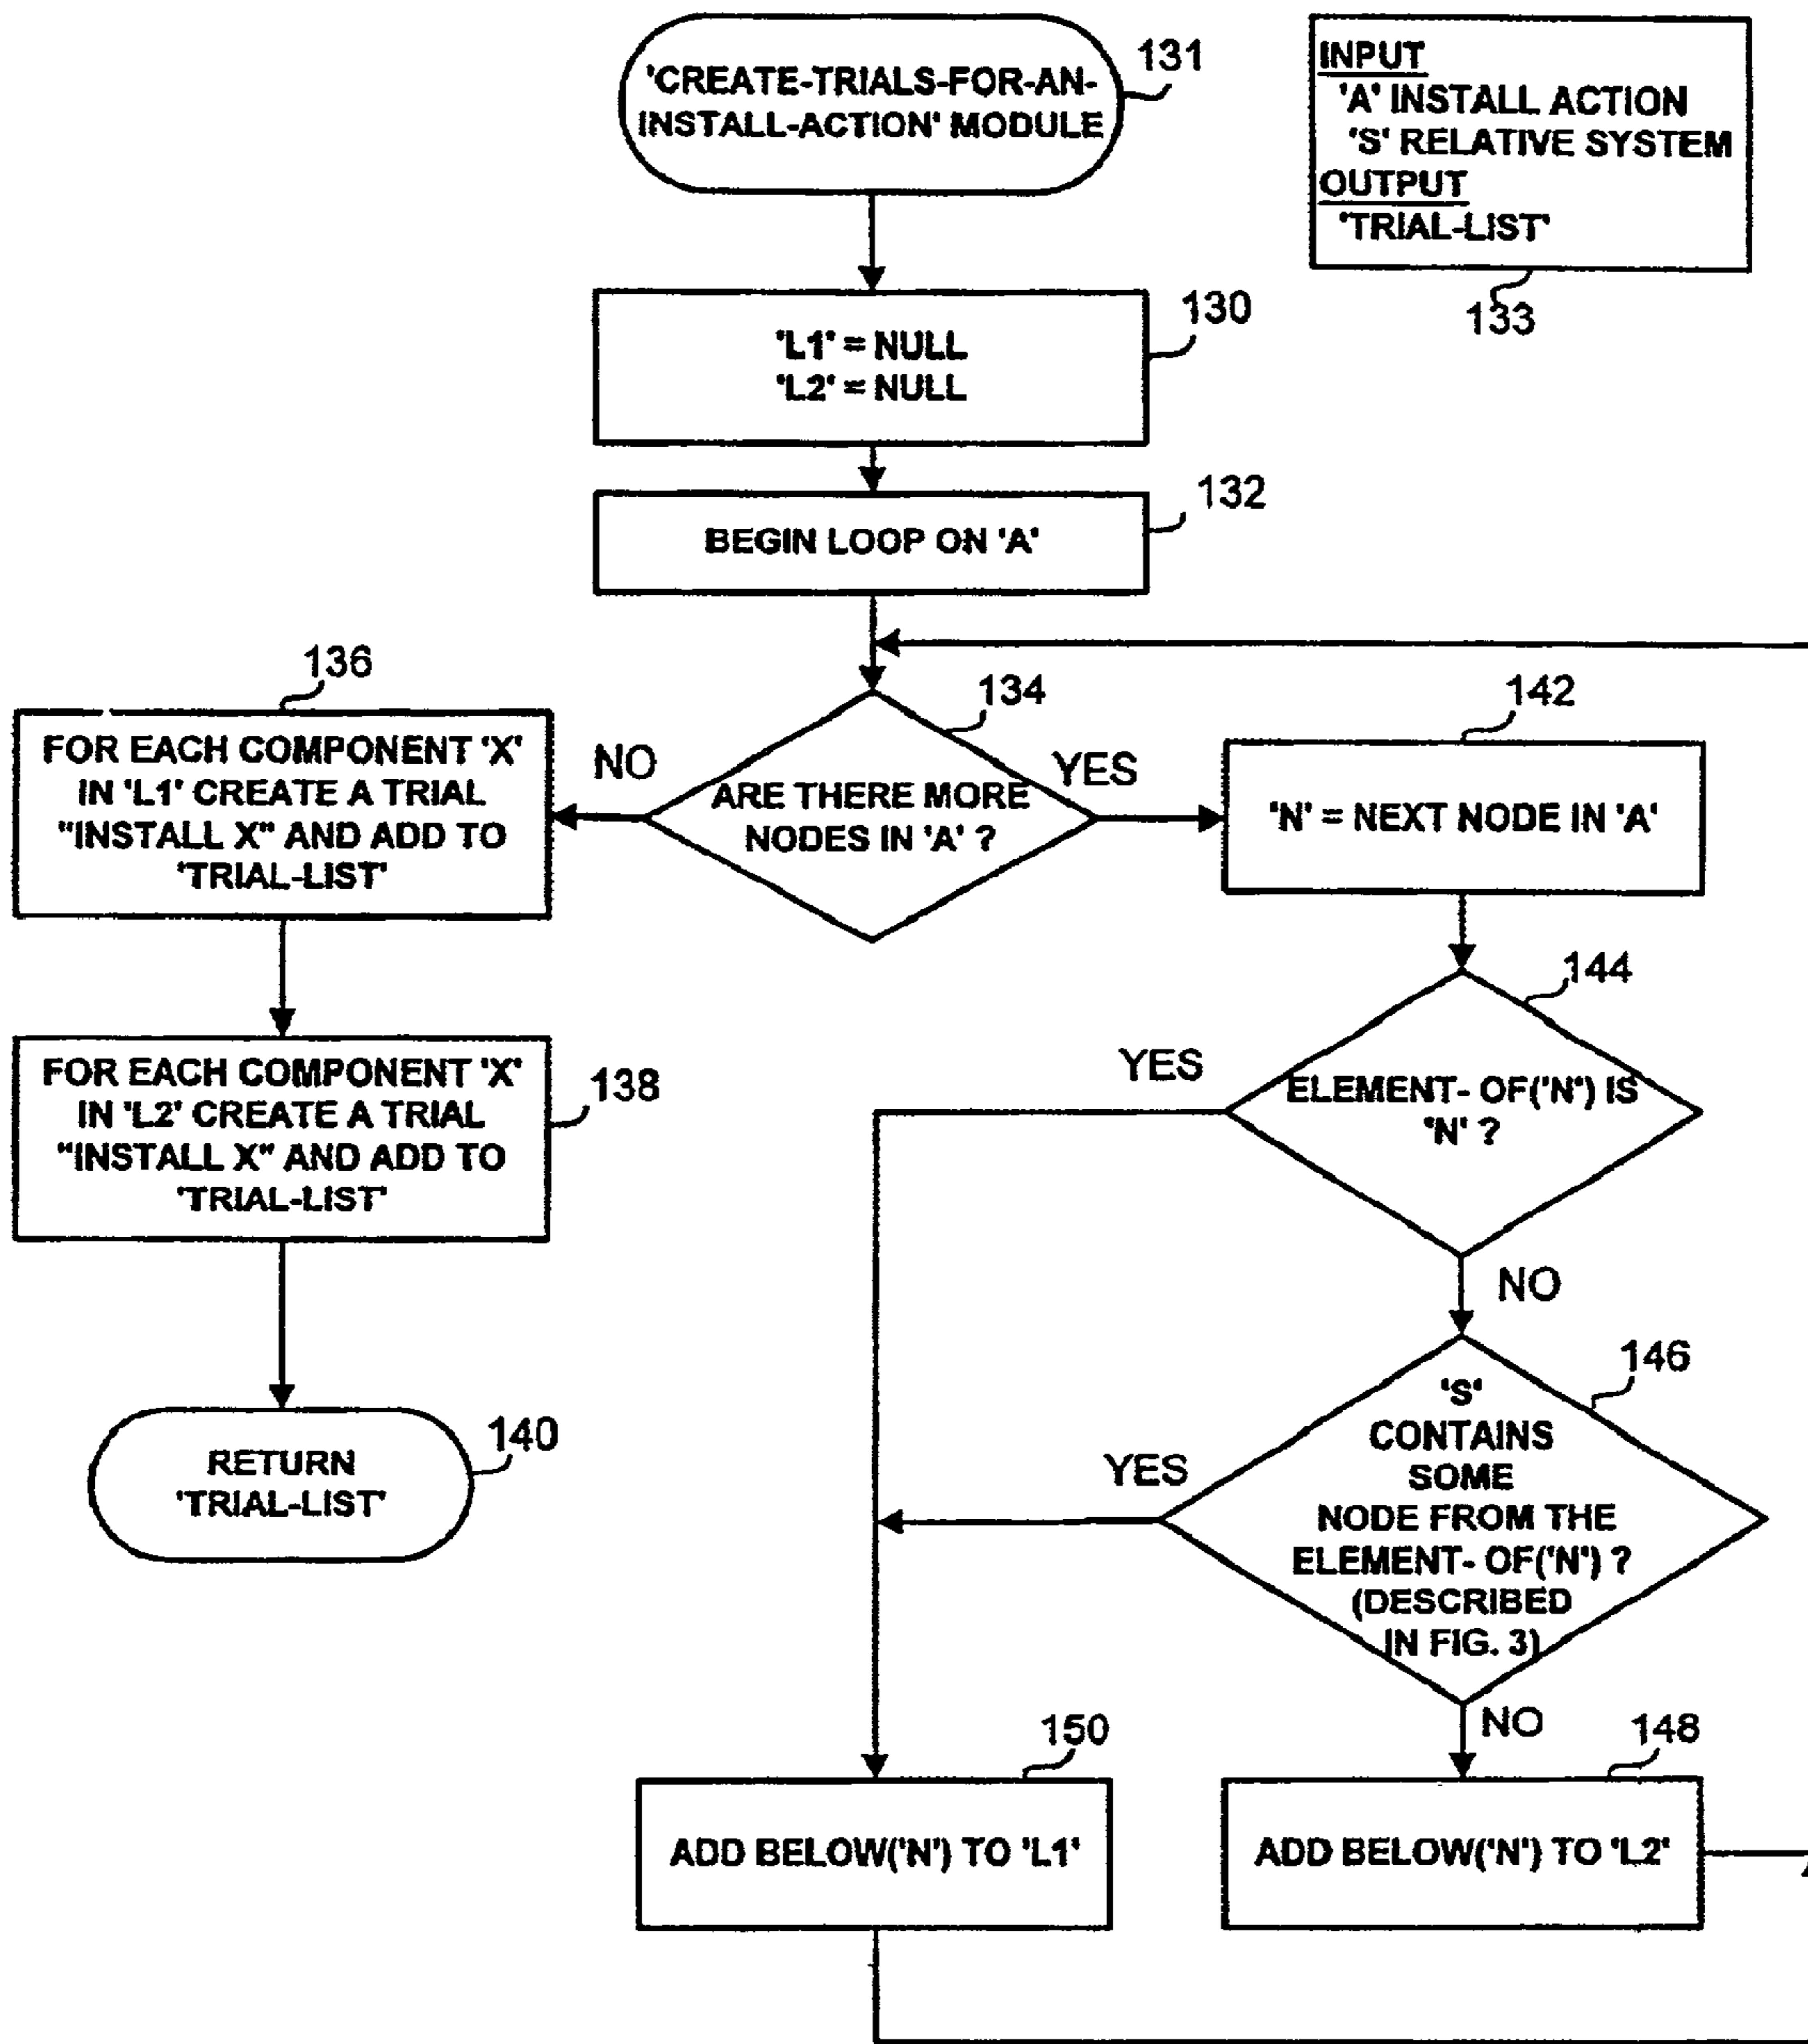 'CREATE-TRIALS-FOR-AN-
INSTALL-ACTION' MODULE
131
INPUT
'A' INSTALL ACTION
'S' RELATIVE SYSTEM
OUTPUT
'TRIAL-LIST'
133
'L1' = NULL
'L2' = NULL
130
BEGIN LOOP ON 'A'
132
ARE THERE MORE
NODES IN 'A' ?
134
NO
YES
136
FOR EACH COMPONENT 'X'
IN 'L1' CREATE A TRIAL
"INSTALL X" AND ADD TO
'TRIAL-LIST'
142
'N' = NEXT NODE IN 'A'
FOR EACH COMPONENT 'X'
IN 'L2' CREATE A TRIAL
"INSTALL X" AND ADD TO
'TRIAL-LIST'
138
144
ELEMENT- OF('N') IS
'N' ?
YES
NO
RETURN
'TRIAL-LIST'
140
146
'S'
CONTAINS
SOME
NODE FROM THE
ELEMENT- OF('N') ?
(DESCRIBED
IN FIG. 3)
YES
NO
150
ADD BELOW('N') TO 'L1'
148
ADD BELOW('N') TO 'L2'